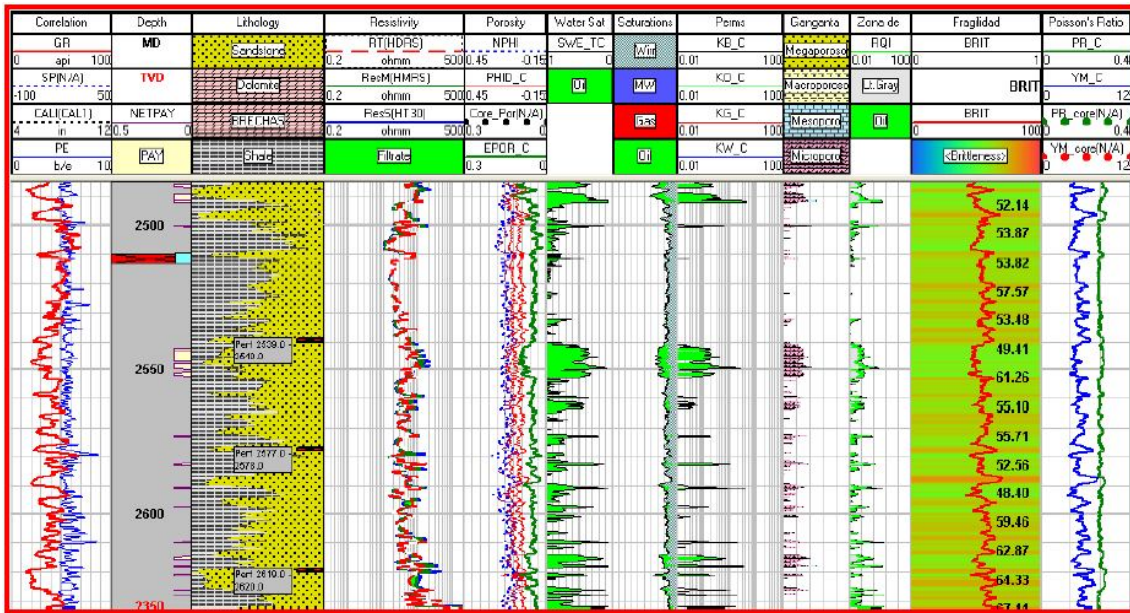 Correlation Depth Lithology Resistivity Porosity Water Sat Saturations Perms Ganganta Zona de Fragilidad Poisson's Ratio
GR MD Sandstone RT(HDRS) NPHI SWE_TC Wirr KB_C Megaporoso RQI BRIT PR_C
0 api 100 0.2 ohmm 500 0.45 -0.15 1 0 0.01 100 0.01 100 0 1 0 0.4
SP(N/A) TVD Dolomite ResM(HMRS) PHID_C Oil MW KO_C Macroporoso Lt.Gray BRIT YM_C
-100 50 0.2 ohmm 500 0.45 -0.15 0.01 100 0 12
CALI(CAL1) NETPAY BRECHAS ResS(HT30) Core_Por(N/A) Gas KG_C Mesoporo Oil BRIT PR_core(N/A)
4 in 12 0.5 0 0.2 ohmm 500 0.3 0 0.01 100 0 100 0 0.4
PE PAY Shale Filtrate EPOR_C Oil KW_C Microporo <Brittleness> YM_core(N/A)
0 b/e 10 0.3 0 0.01 100 0 12
52.14
2500
53.87
53.82
57.57
53.48
Perf 2539.0 -
2540.0
49.41
2550
61.26
55.10
55.71
Perf 2577.0 -
2578.0
52.56
48.40
2600
59.46
62.87
Perf 2619.0 -
2620.0
64.33
2350
67.11